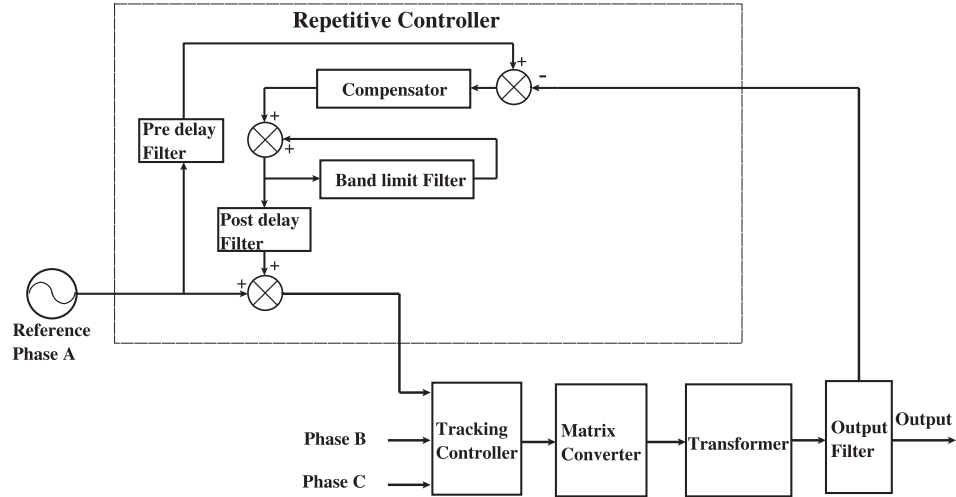 Repetitive Controller
+
-
Compensator
+
Pre delay
Filter
+
Band limit Filter
Post delay
Filter
+
+
Reference
Phase A
Phase B
Phase C
Tracking
Controller
Matrix
Converter
Transformer
Output
Filter
Output